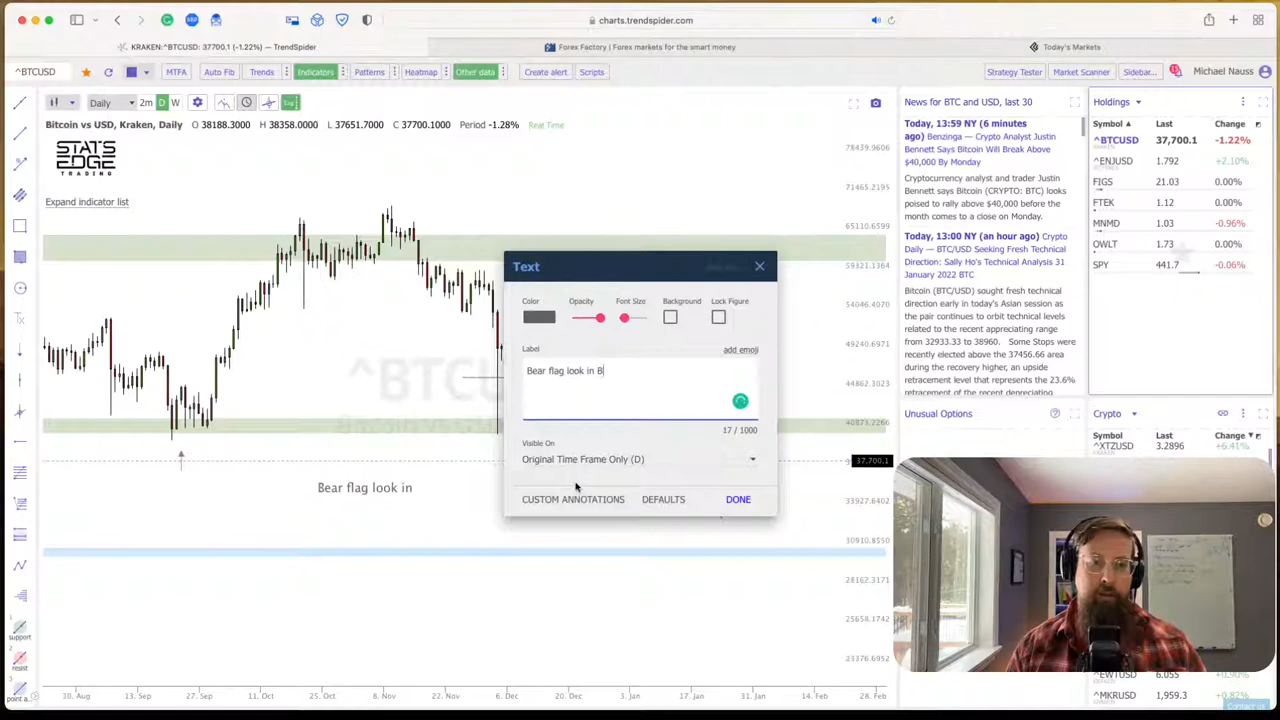 charts.trendspider.com
KRAKEN:^BTCUSD: 37700,1 (-1.22%) — TrendSpider
Forex Factory | Forex markets for the smart money
Today's Markets
^BTCUSD
MTFA
Auto Fib
Trends
Indicators
Patterns
Heatmap
Other data
Create alert
Scripts
Strategy Tester
Market Scanner
Sidebar...
Michael Nauss
Daily
2m
D
W
Bitcoin vs USD, Kraken, Daily O 38188.3000 H 38358.0000 L 37651.7000 C 37700.1000 Period -1.28% Real Time
STATS
EDGE
TRADING
Expand indicator list
78439.9606
71465.2195
65110.6599
59321.1364
54046.4070
49240.6971
44862.3023
40873.2266
37,700.1
33927.6402
30910.8550
28162.3171
25658.1742
23376.6952
^BTC
Bear flag look in
Text
Color
Opacity
Font Size
Background
Lock Figure
Label
add emoji
Bear flag look in B
17 / 1000
Visible On
Original Time Frame Only (D)
CUSTOM ANNOTATIONS
DEFAULTS
DONE
10. Aug
13. Sep
27. Sep
11. Oct
25. Oct
8. Nov
22. Nov
6. Dec
20. Dec
3. Jan
17. Jan
31. Jan
14. Feb
28. Feb
support
resist
point a
News for BTC and USD, last 30
Today, 13:59 NY (6 minutes
ago) Benzinga — Crypto Analyst Justin
Bennett Says Bitcoin Will Break Above
$40,000 By Monday
Cryptocurrency analyst and trader Justin
Bennett says Bitcoin (CRYPTO: BTC) looks
poised to rally above $40,000 before the
month comes to a close on Monday.
Today, 13:00 NY (an hour ago) Crypto
Daily — BTC/USD Seeking Fresh Technical
Direction: Sally Ho's Technical Analysis 31
January 2022 BTC
Bitcoin (BTC/USD) sought fresh technical
direction early in today's Asian session as
the pair continues to orbit technical levels
related to the recent appreciating range
from 32933.33 to 38960. Some Stops were
recently elected above the 37456.66 area
during the recovery higher, an upside
retracement level that represents the 23.6%
retracement of the recent depreciating
Unusual Options
Holdings
Symbol Last Change
^BTCUSD 37,700.1 -1.22%
KRAKEN
^ENJUSD 1.792 +2.10%
FIGS 21.03 0.00%
FTEK 1.12 0.00%
MNMD 1.03 -0.96%
OWLT 1.73 0.00%
SPY 441.7 -0.06%
Crypto
Symbol Last Change
^XTZUSD 3.2896 +6.41%
^EWTUSD 6.055 +0.90%
^MKRUSD 1,959.3 +0.82%
Contact us